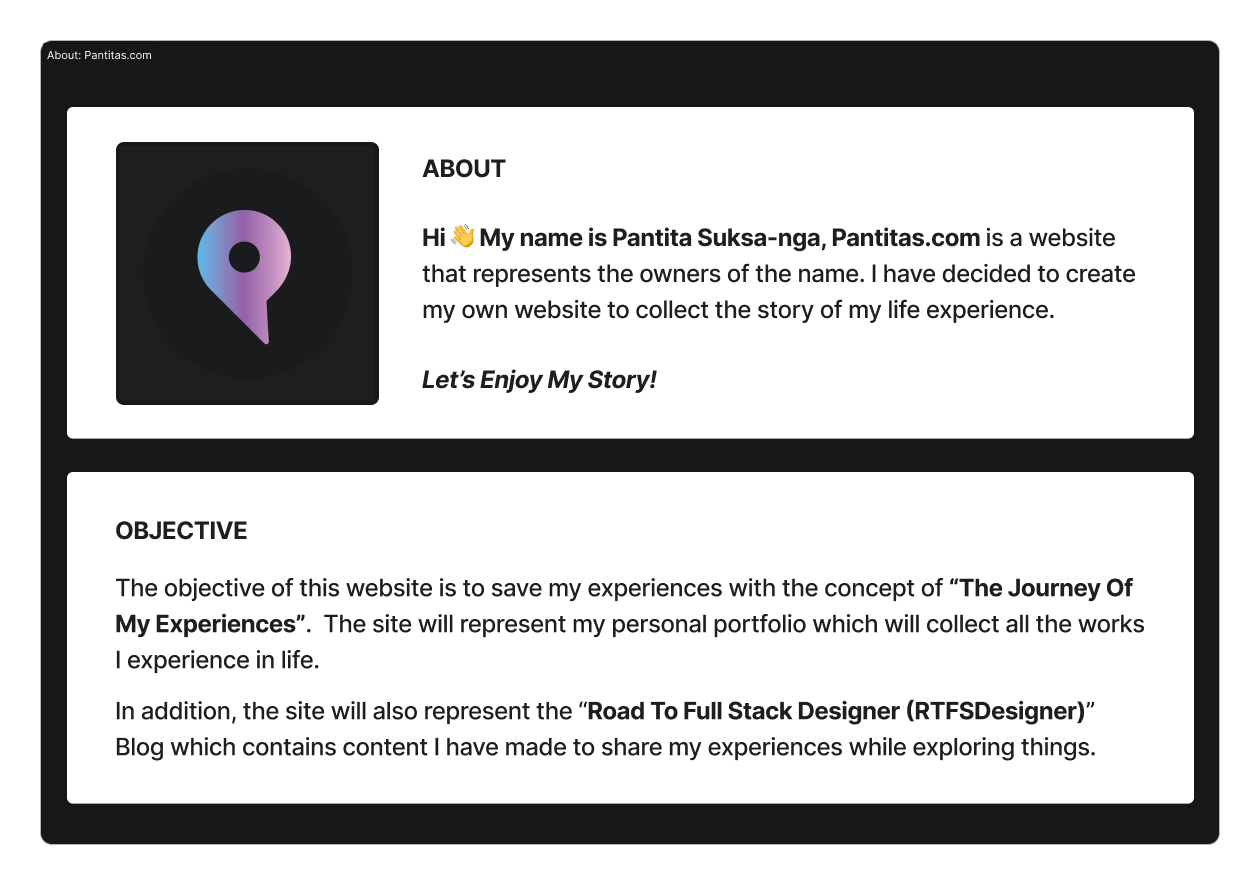 About: Pantitas.com
ABOUT
Hi 👋 My name is Pantita Suksa-nga, Pantitas.com is a website
that represents the owners of the name. I have decided to create
my own website to collect the story of my life experience.
Let’s Enjoy My Story!
OBJECTIVE
The objective of this website is to save my experiences with the concept of “The Journey Of
My Experiences”.  The site will represent my personal portfolio which will collect all the works
I experience in life.
In addition, the site will also represent the “Road To Full Stack Designer (RTFSDesigner)”
Blog which contains content I have made to share my experiences while exploring things.